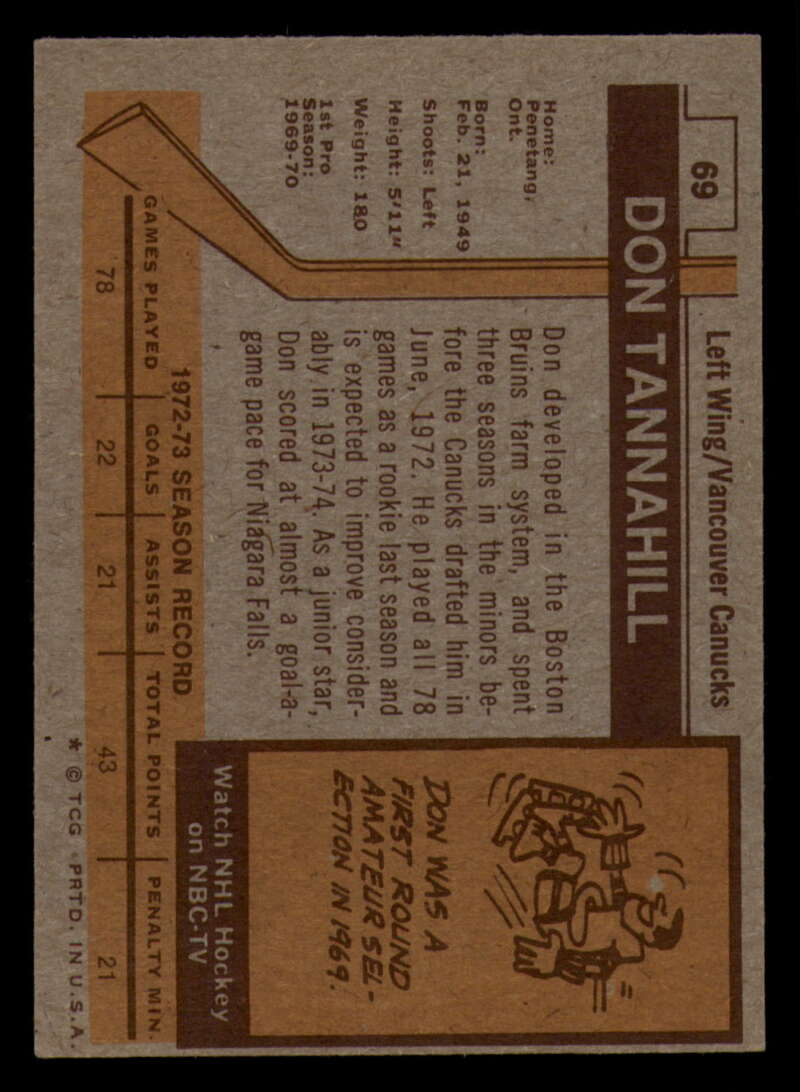 69
Left Wing/Vancouver Canucks
DON TANNAHILL
Home:
Penetang,
Ont.
Born:
Feb. 21, 1949
Shoots: Left
Height: 5'11"
Weight: 180
1st Pro
Season:
1969-70
Don developed in the Boston
Bruins farm system, and spent
three seasons in the minors be-
fore the Canucks drafted him in
June, 1972. He played all 78
games as a rookie last season and
is expected to improve consider-
ably in 1973-74. As a junior star,
Don scored at almost a goal-a-
game pace for Niagara Falls.
DON WAS A
FIRST ROUND
AMATEUR SEL-
ECTION IN 1969.
Watch NHL Hockey
on NBC-TV
1972-73 SEASON RECORD
GAMES PLAYED GOALS ASSISTS TOTAL POINTS PENALTY MIN.
78 22 21 43 21
* © TCG PRTD. IN U.S.A.